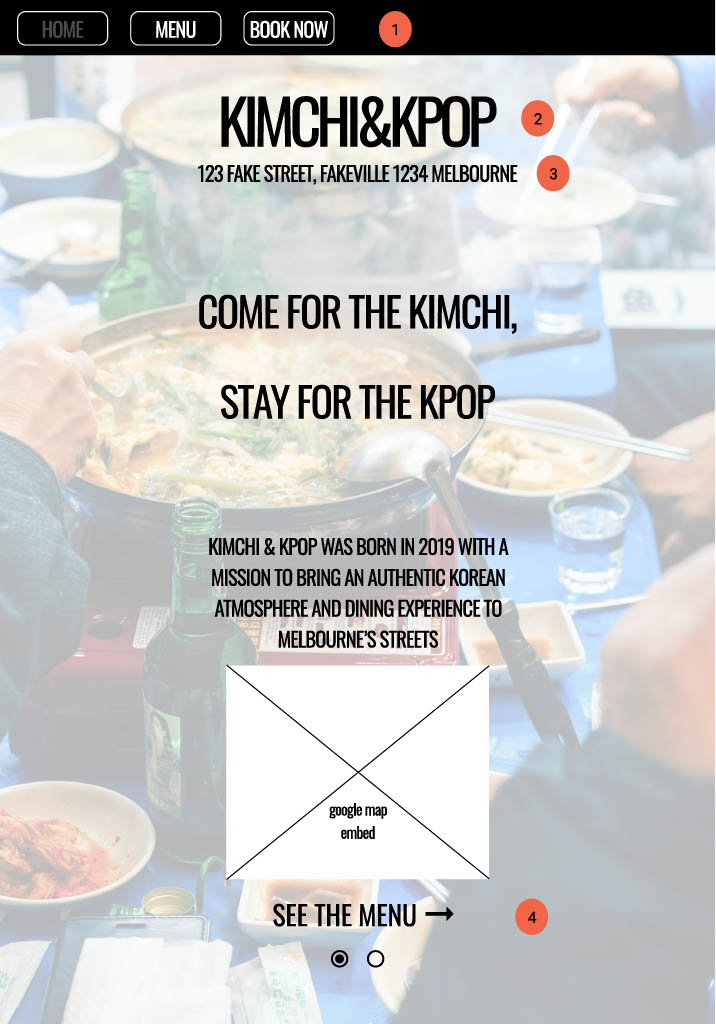 HOME MENU BOOK NOW 1
KIMCHI&KPOP 2
123 FAKE STREET, FAKEVILLE 1234 MELBOURNE 3
COME FOR THE KIMCHI,
STAY FOR THE KPOP
KIMCHI & KPOP WAS BORN IN 2019 WITH A
MISSION TO BRING AN AUTHENTIC KOREAN
ATMOSPHERE AND DINING EXPERIENCE TO
MELBOURNE'S STREETS
google map
embed
SEE THE MENU → 4